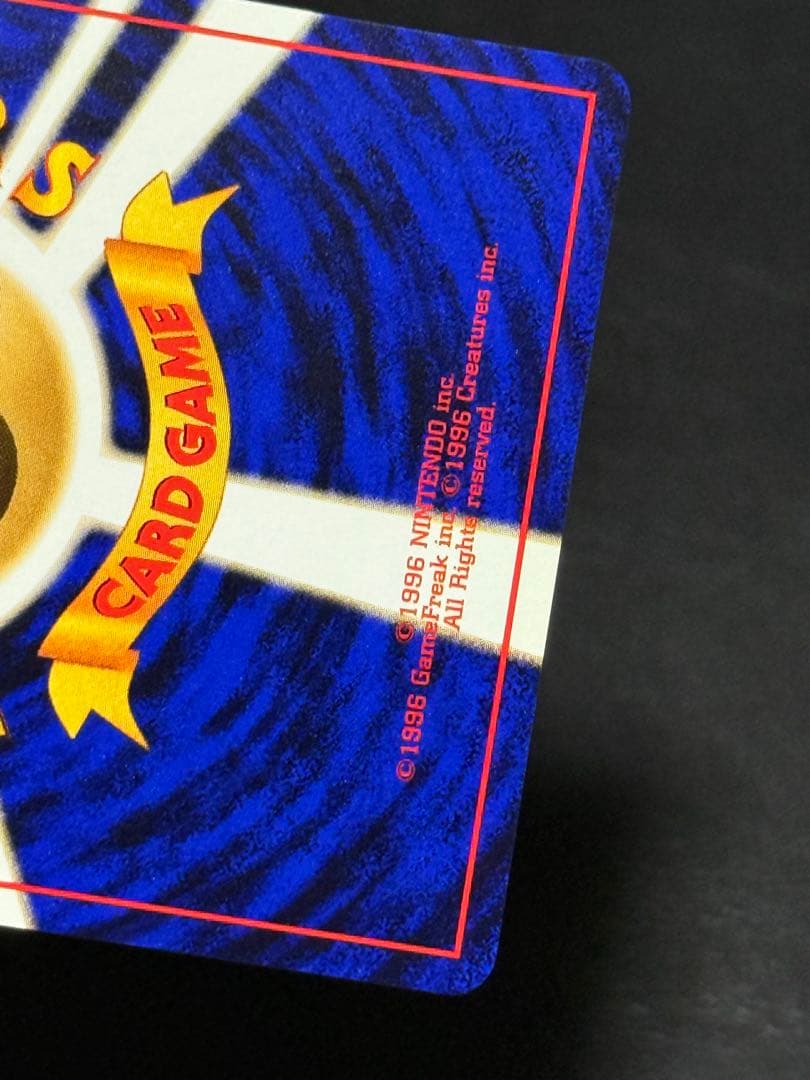 S
CARD GAME
©1996 NINTENDO inc.
©1996 GameFreak inc. ©1996 Creatures inc.
All Rights reserved.